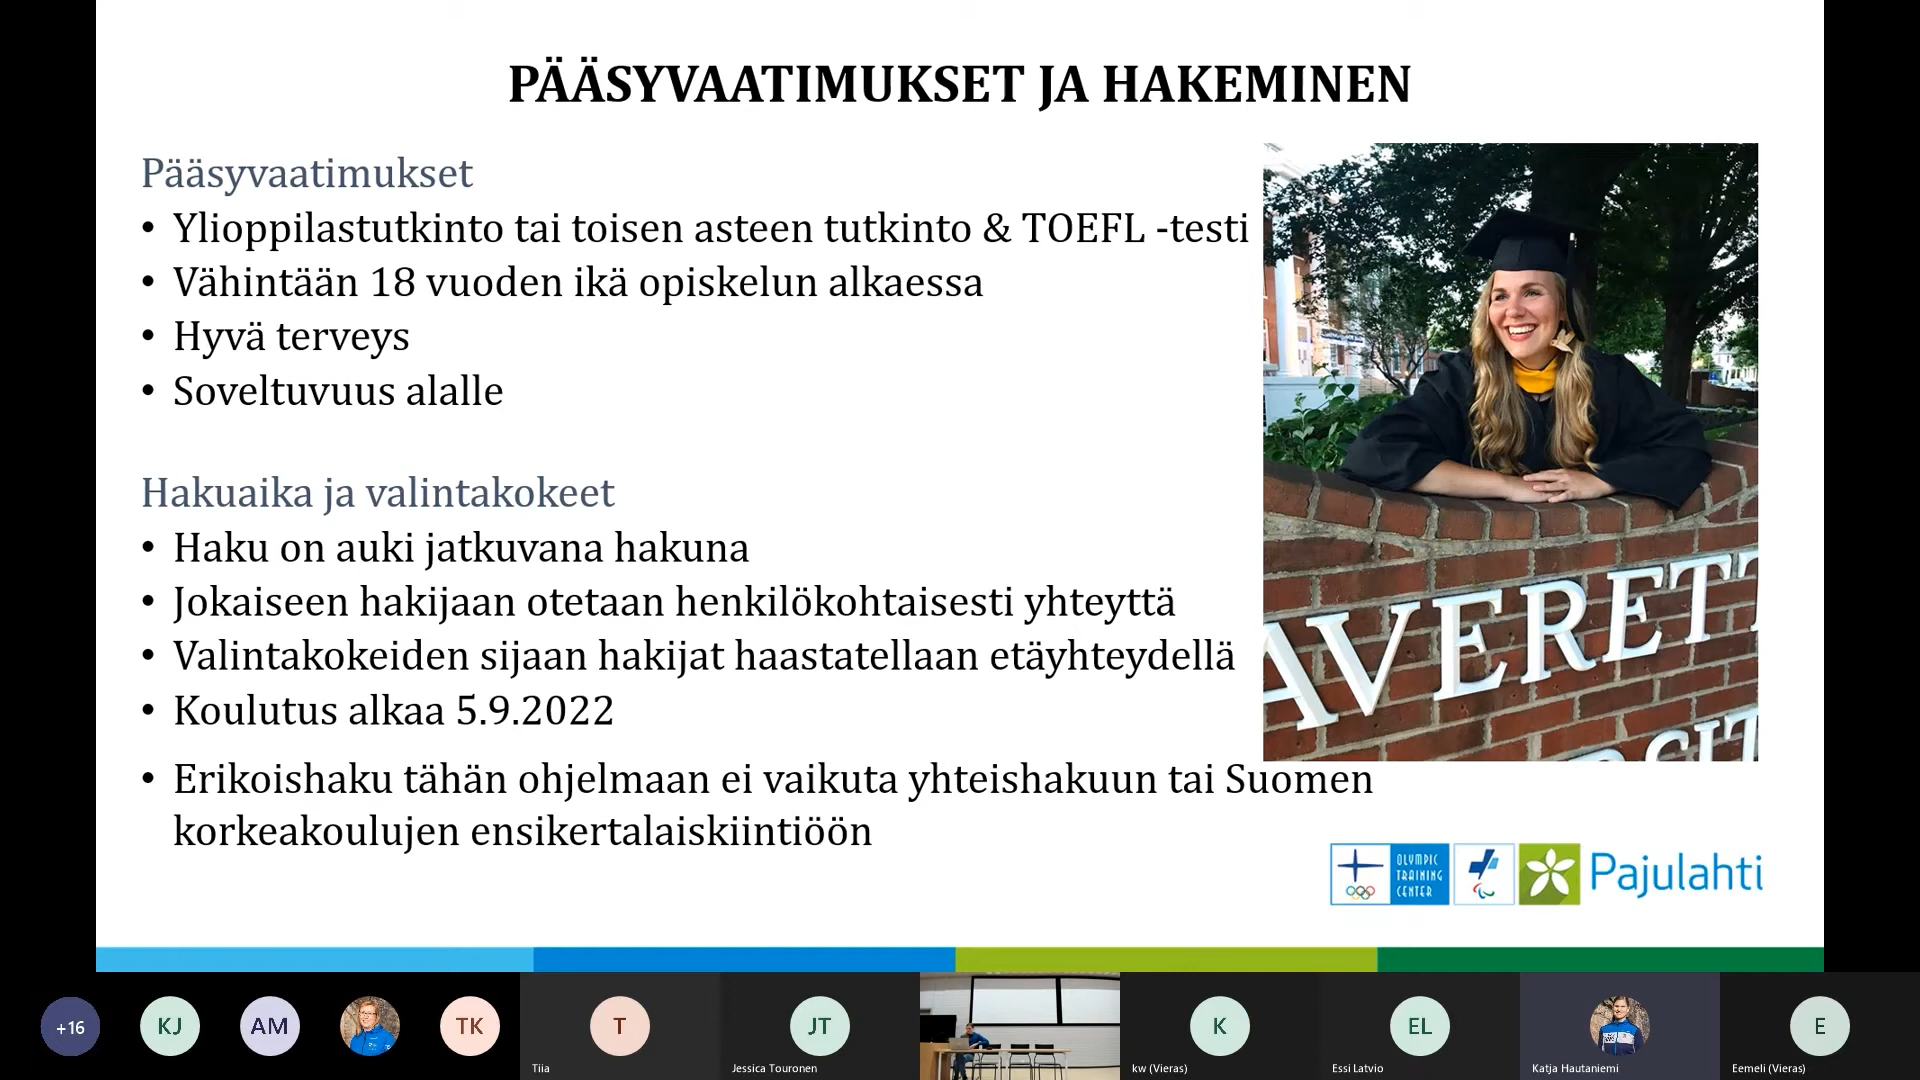 PÄÄSYVAATIMUKSET JA HAKEMINEN
Pääsyvaatimukset
• Ylioppilastutkinto tai toisen asteen tutkinto & TOEFL -testi
• Vähintään 18 vuoden ikä opiskelun alkaessa
• Hyvä terveys
• Soveltuvuus alalle
Hakuaika ja valintakokeet
• Haku on auki jatkuvana hakuna
• Jokaiseen hakijaan otetaan henkilökohtaisesti yhteyttä
• Valintakokeiden sijaan hakijat haastatellaan etäyhteydellä
• Koulutus alkaa 5.9.2022
• Erikoishaku tähän ohjelmaan ei vaikuta yhteishakuun tai Suomen
korkeakoulujen ensikertalaiskiintiöön
AVERETT
OLYMPIC
TRAINING
CENTER
Pajulahti
+16
KJ
AM
TK
T
JT
K
EL
E
Tiia
Jessica Touronen
kw (Vieras)
Essi Latvio
Katja Hautaniemi
Eemeli (Vieras)